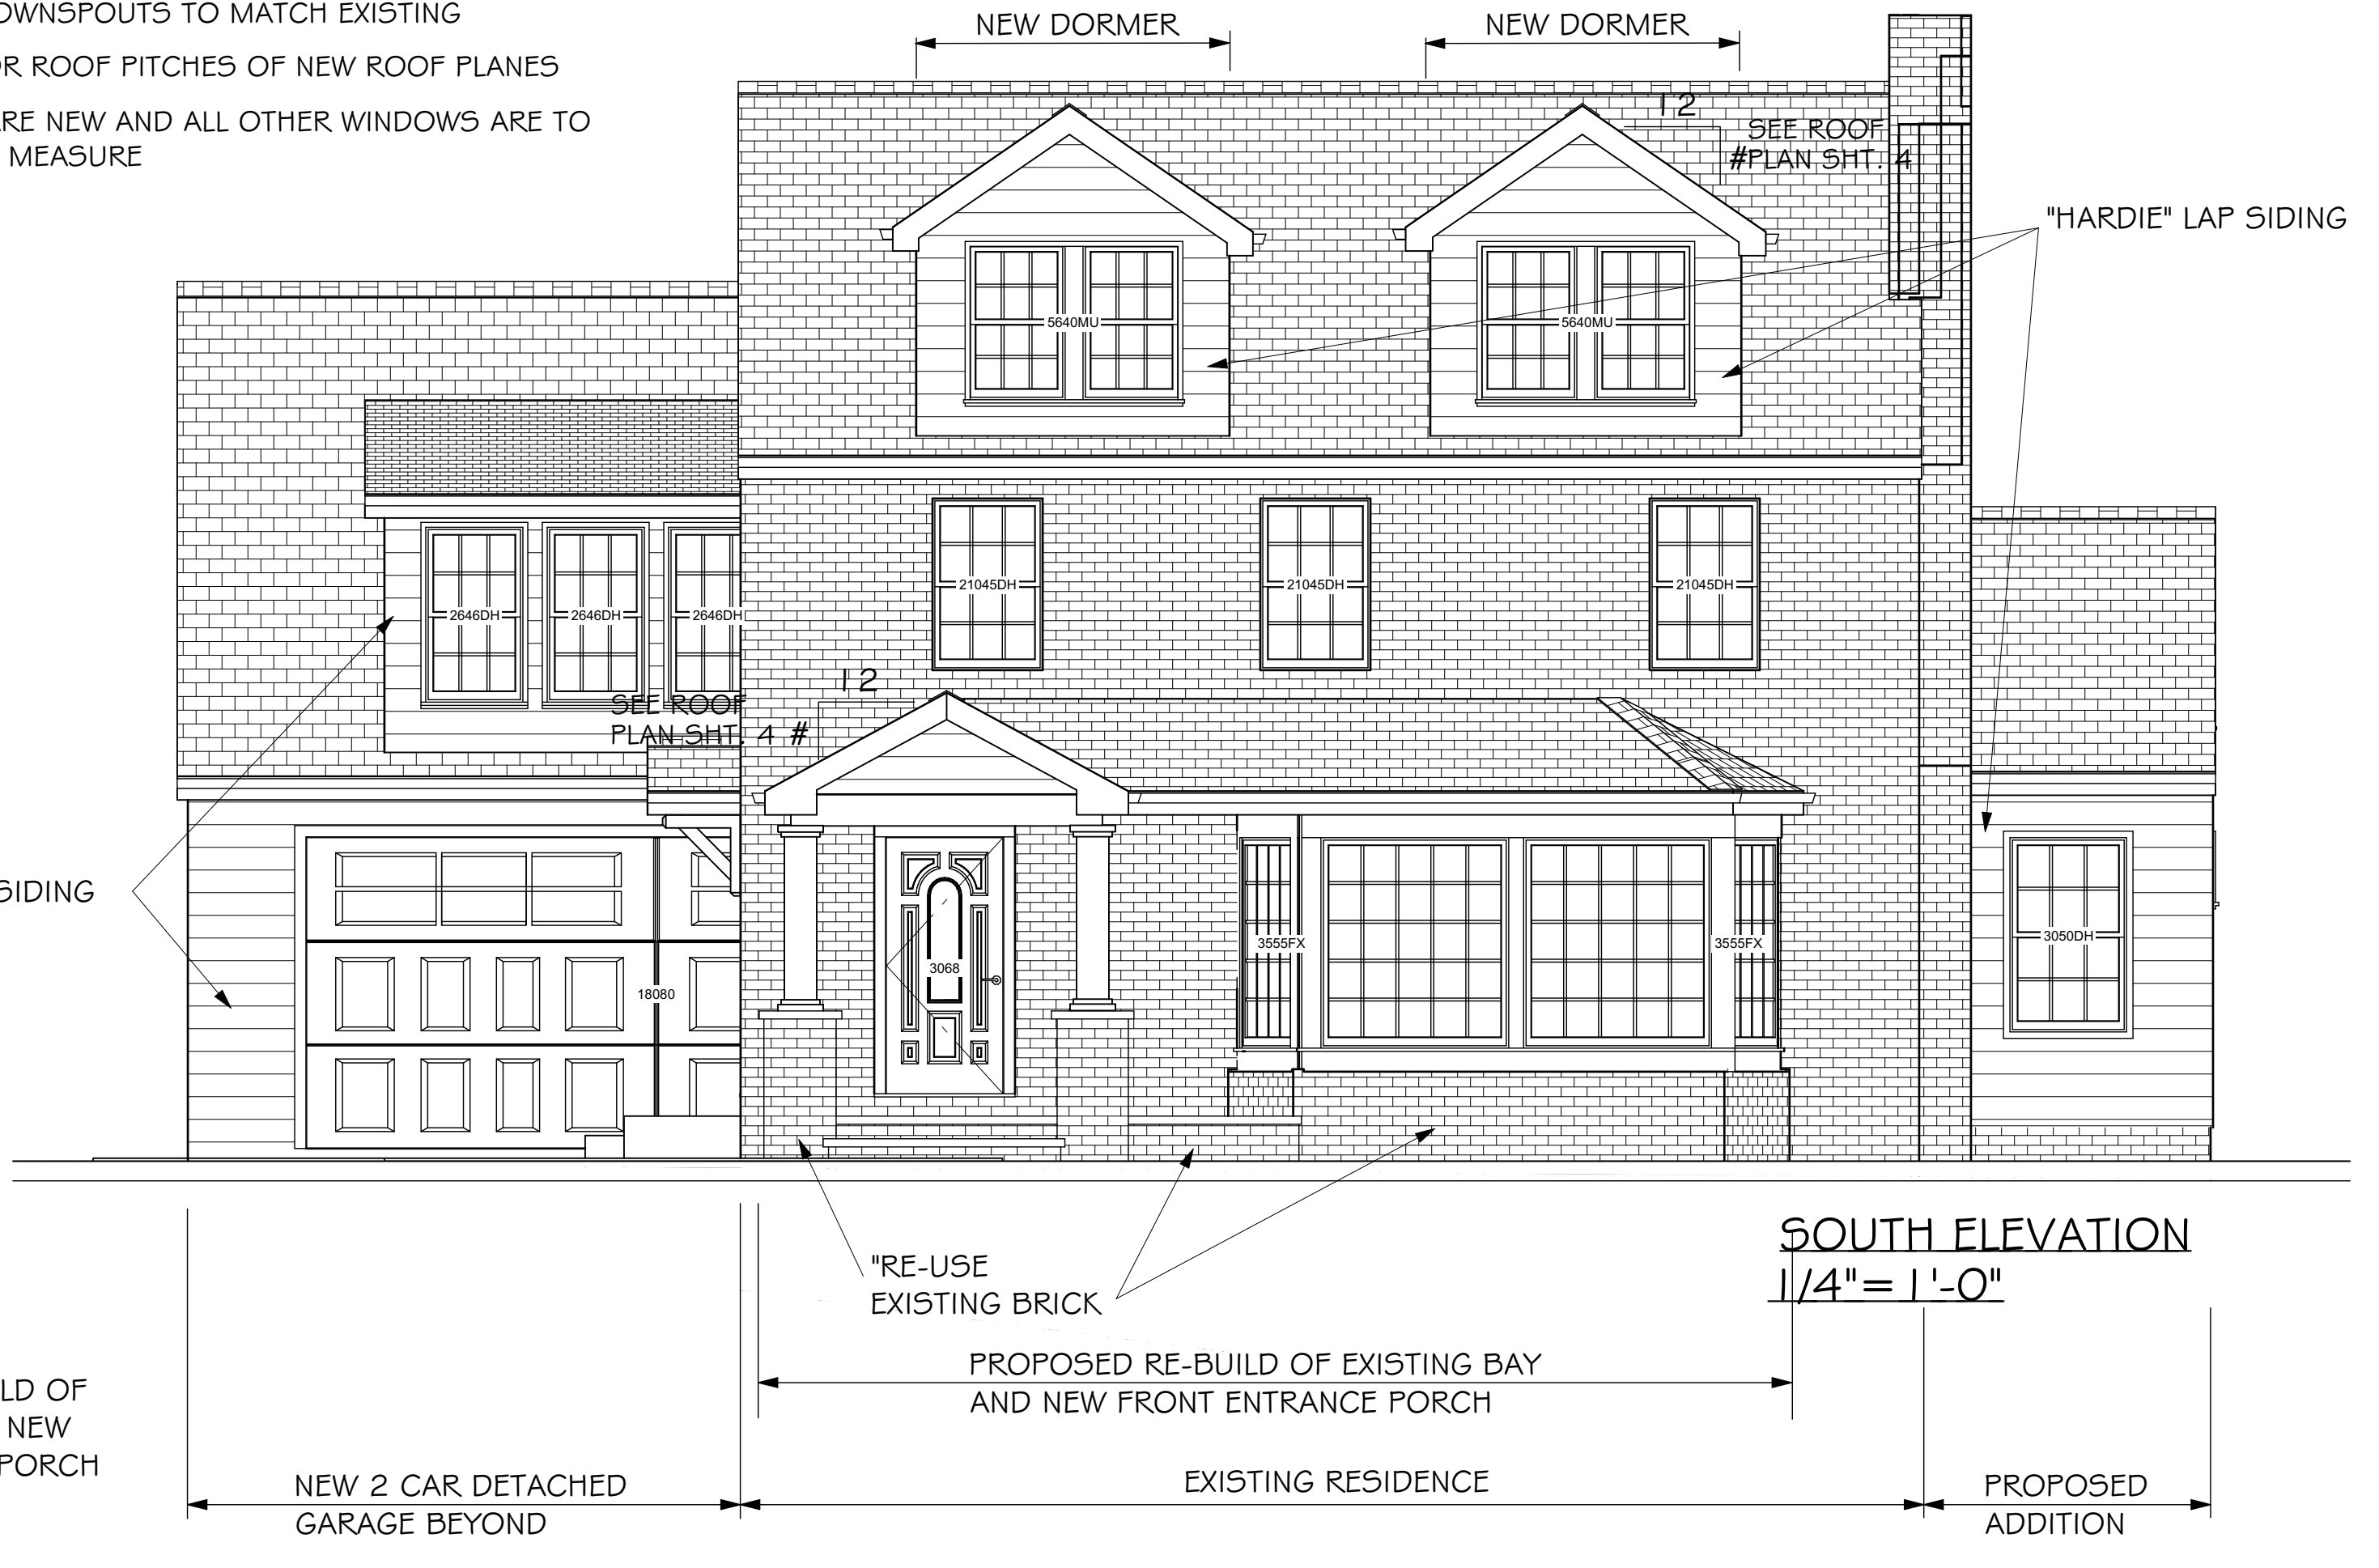 OWNSPOUTS TO MATCH EXISTING
OR ROOF PITCHES OF NEW ROOF PLANES
ARE NEW AND ALL OTHER WINDOWS ARE TO
MEASURE
NEW DORMER
NEW DORMER
12
SEE ROOF
#PLAN SHT. 4
"HARDIE" LAP SIDING
5640MU
5640MU
21045DH
21045DH
21045DH
2646DH
2646DH
2646DH
12
SEE ROOF
PLAN SHT. 4 #
SIDING
18080
3068
3555FX
3555FX
3050DH
"RE-USE
EXISTING BRICK
SOUTH ELEVATION
1/4"= 1'-0"
PROPOSED RE-BUILD OF EXISTING BAY
AND NEW FRONT ENTRANCE PORCH
LD OF
NEW
PORCH
NEW 2 CAR DETACHED
GARAGE BEYOND
EXISTING RESIDENCE
PROPOSED
ADDITION